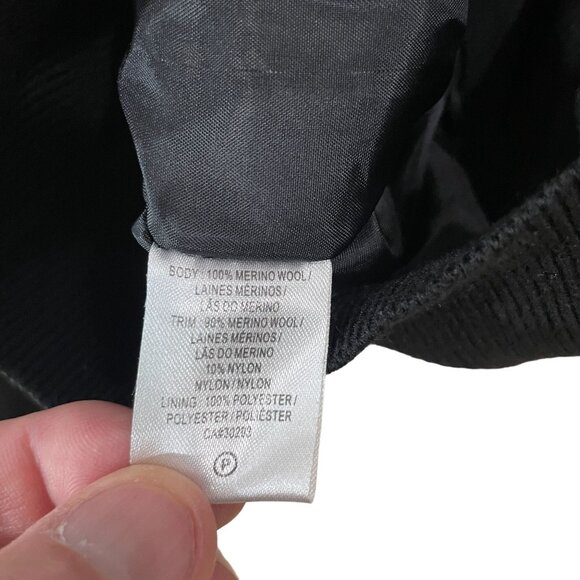 BODY : 100% MERINO WOOL /
LAINES MÉRINOS /
LÃS DO MERINO
TRIM : 90% MERINO WOOL /
LAINES MÉRINOS /
LÃS DO MERINO
10% NYLON
NYLON / NYLON
LINING : 100% POLYESTER /
POLYESTER / POLIÉSTER
CA#30293
P